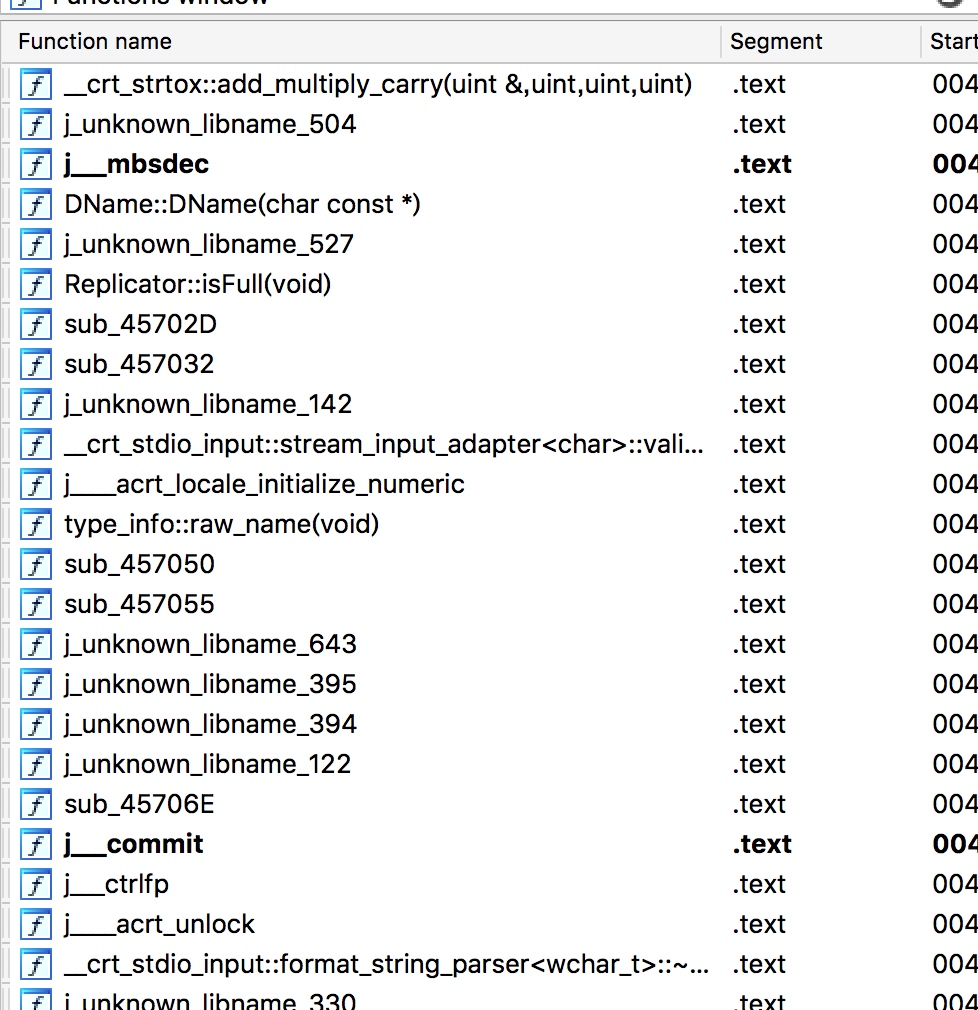 Functions window
Function name Segment Start
__crt_strtox::add_multiply_carry(uint &,uint,uint,uint) .text 004
j_unknown_libname_504 .text 004
j___mbsdec .text 004
DName::DName(char const *) .text 004
j_unknown_libname_527 .text 004
Replicator::isFull(void) .text 004
sub_45702D .text 004
sub_457032 .text 004
j_unknown_libname_142 .text 004
__crt_stdio_input::stream_input_adapter<char>::vali... .text 004
j____acrt_locale_initialize_numeric .text 004
type_info::raw_name(void) .text 004
sub_457050 .text 004
sub_457055 .text 004
j_unknown_libname_643 .text 004
j_unknown_libname_395 .text 004
j_unknown_libname_394 .text 004
j_unknown_libname_122 .text 004
sub_45706E .text 004
j___commit .text 004
j___ctrlfp .text 004
j____acrt_unlock .text 004
__crt_stdio_input::format_string_parser<wchar_t>::~... .text 004
j_unknown_libname_330 .text 004